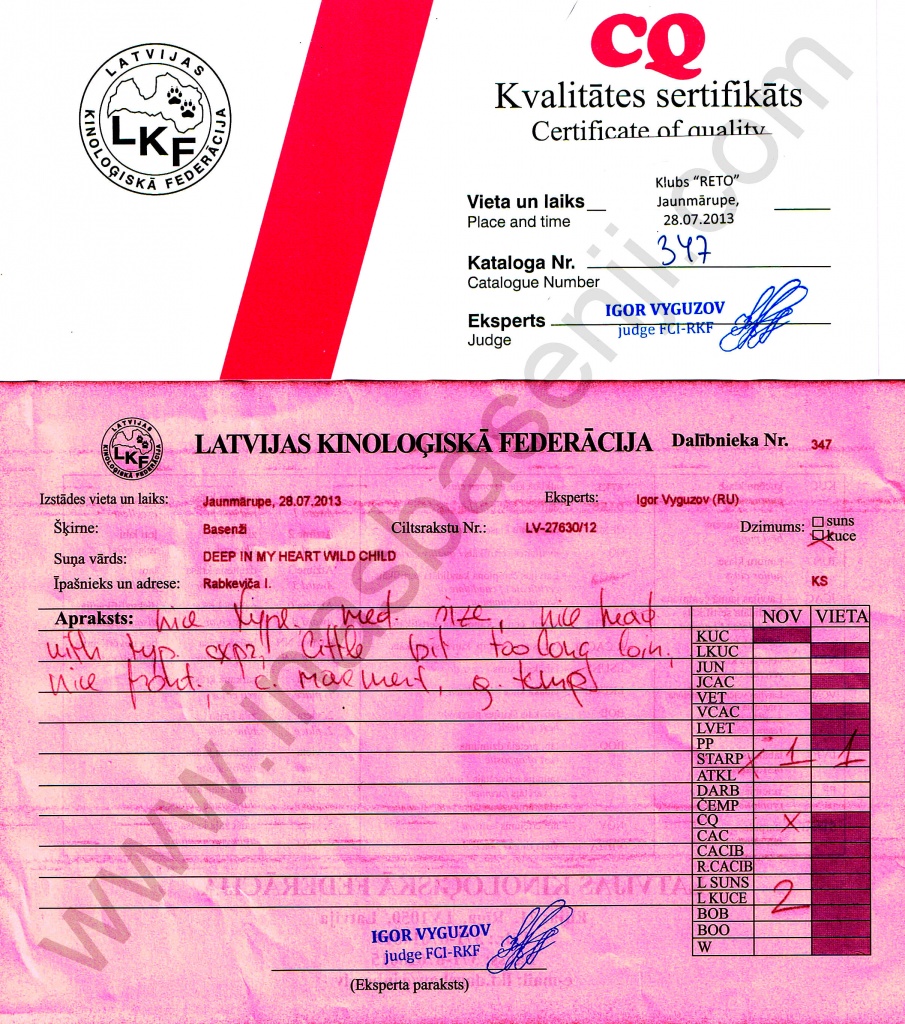 LATVIJAS KINOLOĢISKĀ FEDERĀCIJA
LKF
CQ
Kvalitātes sertifikāts
Certificate of quality
Vieta un laiks
Place and time
Klubs "RETO"
Jaunmārupe,
28.07.2013
Kataloga Nr. 347
Catalogue Number
Eksperts IGOR VYGUZOV
Judge judge FCI-RKF
LATVIJAS
LKF
LATVIJAS KINOLOĢISKĀ FEDERĀCIJA Dalībnieka Nr. 347
Izstādes vieta un laiks: Jaunmārupe, 28.07.2013 Eksperts: Igor Vyguzov (RU)
Šķirne: Basenži Ciltsrakstu Nr.: LV-27630/12 Dzimums: suns
kuce
Suņa vārds: DEEP IN MY HEART WILD CHILD
Īpašnieks un adrese: Rabkeviča I. KS
Apraksts: nice type. med. size, nice head
with typ. expr. little bit too long loin,
nice front, g. movement, g. temp
NOV VIETA
KUC
LKUC
JUN
JCAC
VET
VCAC
LVET
PP
STARP x 1 1
ATKL
DARB
ČEMP
CQ x
CAC
CACIB
R.CACIB
L SUNS
L KUCE 2
BOB
BOO
W
IGOR VYGUZOV
judge FCI-RKF
(Eksperta paraksts)
www.inasbasenji.com